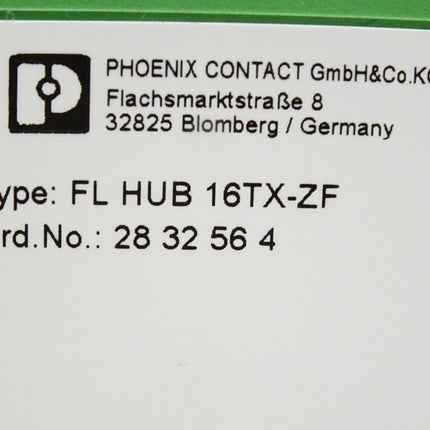 PHOENIX CONTACT GmbH&Co.KG
Flachsmarktstraße 8
32825 Blomberg / Germany
ype: FL HUB 16TX-ZF
rd.No.: 28 32 56 4